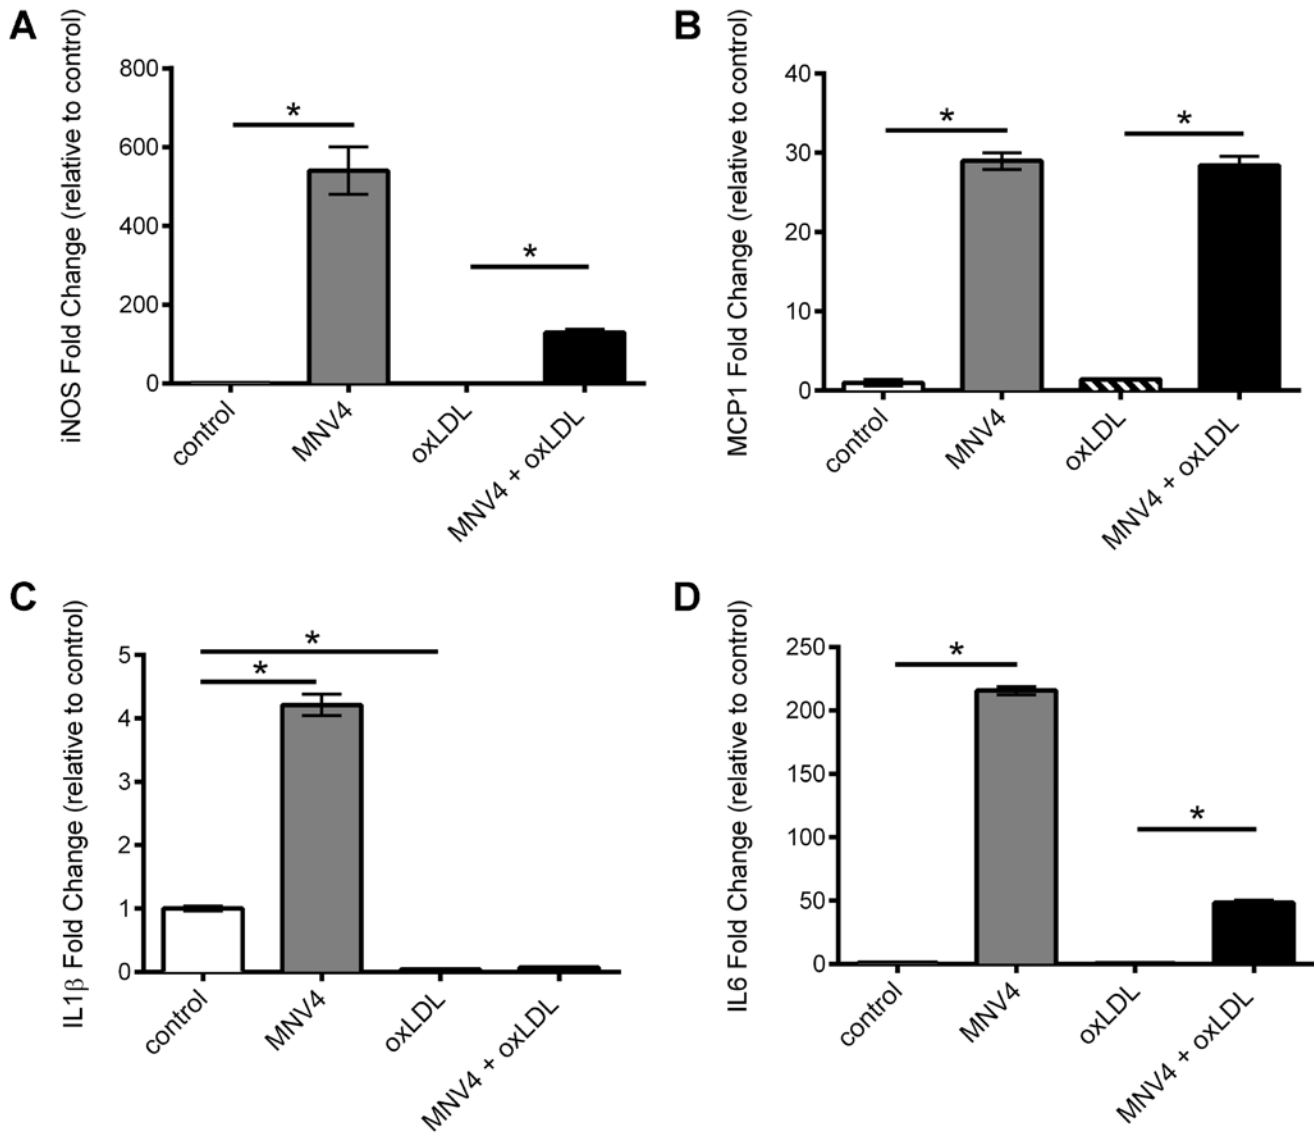 A
iNOS Fold Change (relative to control)
800
600
400
200
0
*
*
control
MNV4
oxLDL
MNV4 + oxLDL
B
MCP1 Fold Change (relative to control)
40
30
20
10
0
*
*
control
MNV4
oxLDL
MNV4 + oxLDL
C
IL1β Fold Change (relative to control)
5
4
3
2
1
0
*
*
control
MNV4
oxLDL
MNV4 + oxLDL
D
IL6 Fold Change (relative to control)
250
200
150
100
50
0
*
*
control
MNV4
oxLDL
MNV4 + oxLDL